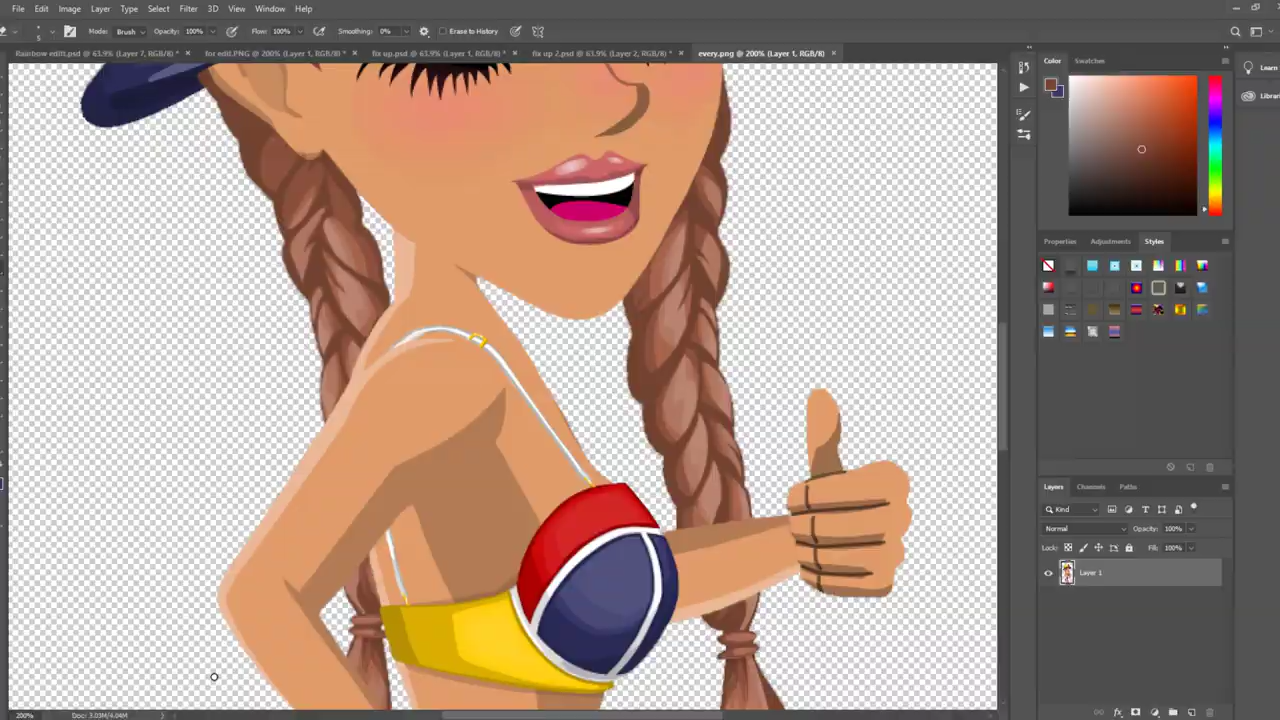 File Edit Image Layer Type Select Filter 3D View Window Help
5 Mode: Brush Opacity: 100% Flow: 100% Smoothing: 0% Erase to History
Raarbow editt.psd @ 63.9% (Layer 7, RGB/8) * × for edit.PNG @ 200% (Layer 1, RGB/8) * × fix up.psd @ 63.9% (Layer 1, RGB/8) * × fix up 2.psd @ 63.9% (Layer 2, RGB/8) * × every.png @ 200% (Layer 1, RGB/8) ×
Color Swatches
Learn
Librari
Properties Adjustments Styles
Layers Channels Paths
Kind
Normal Opacity: 100%
Lock: Fill: 100%
Layer 1
fx
200% Doc: 3.03M/4.04M